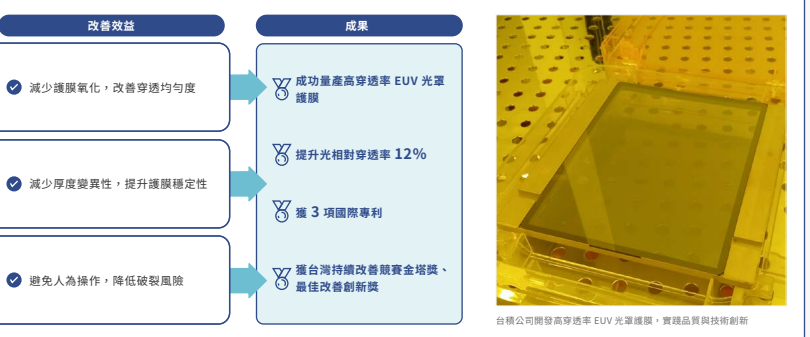 改善效益
減少護膜氧化，改善穿透均勻度
減少厚度變異性，提升護膜穩定性
避免人為操作，降低破裂風險
成果
成功量產高穿透率 EUV 光罩
護膜
提升光相對穿透率 12%
獲 3 項國際專利
獲台灣持續改善競賽金塔獎、
最佳改善創新獎
台積公司開發高穿透率 EUV 光罩護膜，實踐品質與技術創新